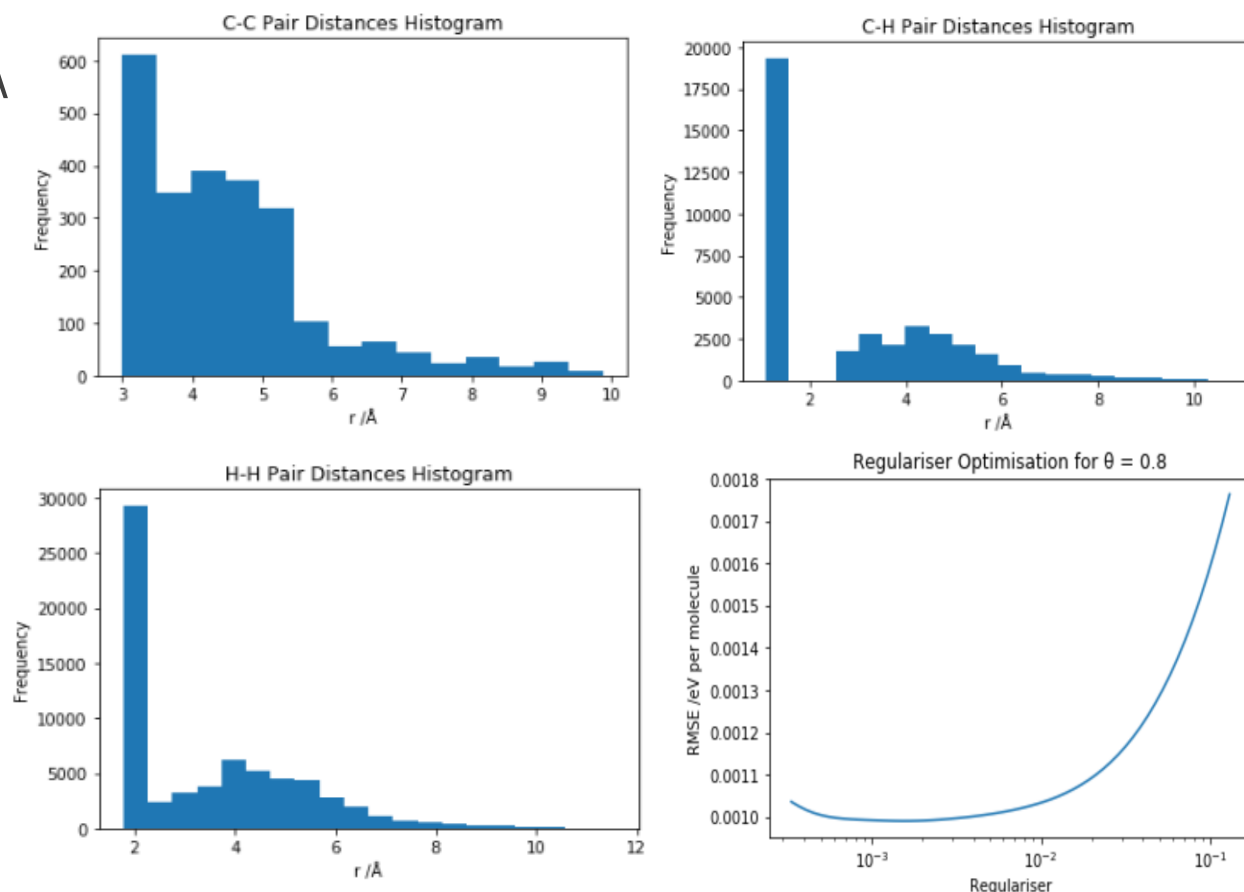 Å
C-C Pair Distances Histogram
Frequency
600
500
400
300
200
100
0
3 4 5 6 7 8 9 10
r /Å
C-H Pair Distances Histogram
Frequency
20000
17500
15000
12500
10000
7500
5000
2500
0
2 4 6 8 10
r /Å
H-H Pair Distances Histogram
Frequency
30000
25000
20000
15000
10000
5000
0
2 4 6 8 10 12
r /Å
Regulariser Optimisation for θ = 0.8
RMSE /eV per molecule
0.0018
0.0017
0.0016
0.0015
0.0014
0.0013
0.0012
0.0011
0.0010
10⁻³ 10⁻² 10⁻¹
Regulariser